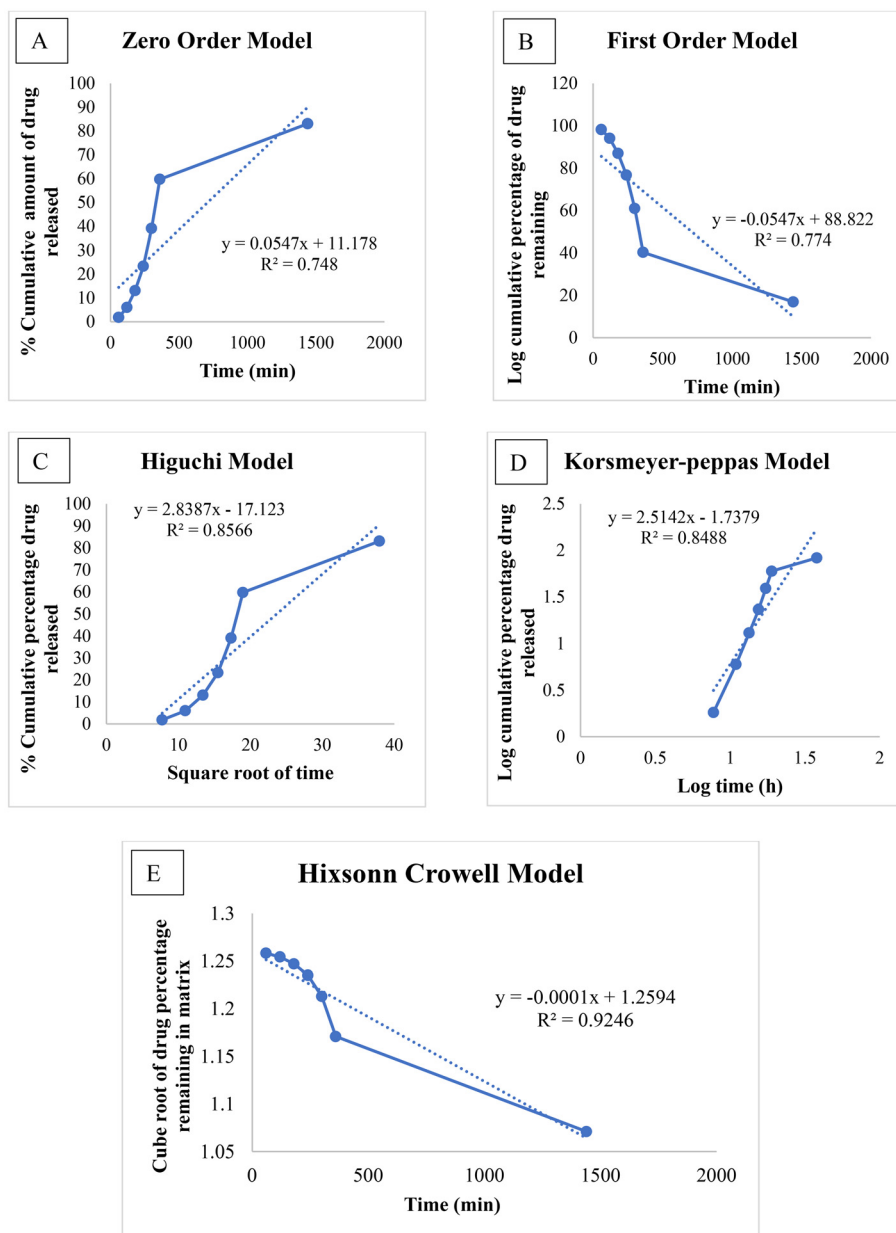 A
Zero Order Model
% Cumulative amount of drug
released
100
90
80
70
60
50
40
30
20
10
0
y = 0.0547x + 11.178
R² = 0.748
0 500 1000 1500 2000
Time (min)
B
First Order Model
Log cumulative percentage of drug
remaining
120
100
80
60
40
20
0
y = -0.0547x + 88.822
R² = 0.774
0 500 1000 1500 2000
Time (min)
C
Higuchi Model
% Cumulative percentage drug
released
100
90
80
70
60
50
40
30
20
10
0
y = 2.8387x - 17.123
R² = 0.8566
0 10 20 30 40
Square root of time
D
Korsmeyer-peppas Model
Log cumulative percentage drug
released
2.5
2
1.5
1
0.5
0
y = 2.5142x - 1.7379
R² = 0.8488
0 0.5 1 1.5 2
Log time (h)
E
Hixsonn Crowell Model
Cube root of drug percentage
remaining in matrix
1.3
1.25
1.2
1.15
1.1
1.05
y = -0.0001x + 1.2594
R² = 0.9246
0 500 1000 1500 2000
Time (min)